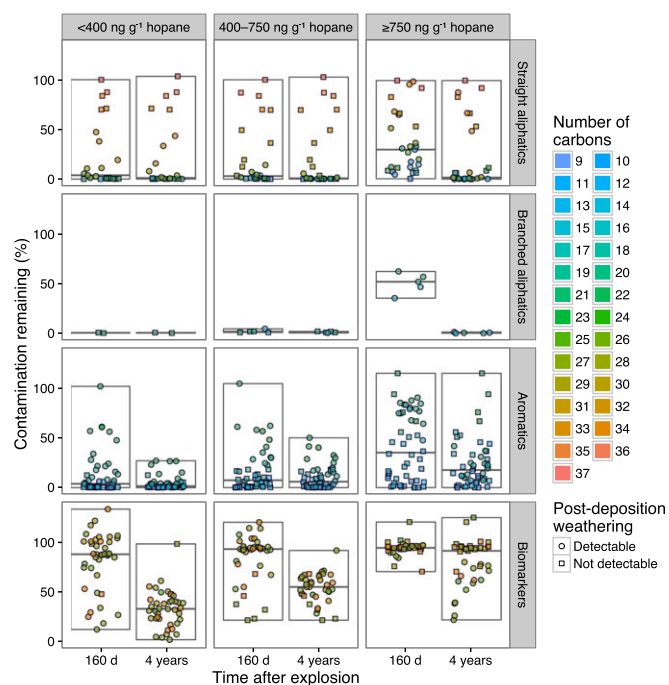 <400 ng g⁻¹ hopane
400–750 ng g⁻¹ hopane
≥750 ng g⁻¹ hopane
Contamination remaining (%)
100
50
0
Straight aliphatics
100
50
0
Branched aliphatics
100
50
0
Aromatics
100
50
0
Biomarkers
160 d
4 years
160 d
4 years
160 d
4 years
Time after explosion
Number of
carbons
9 10
11 12
13 14
15 16
17 18
19 20
21 22
23 24
25 26
27 28
29 30
31 32
33 34
35 36
37
Post-deposition
weathering
Detectable
Not detectable